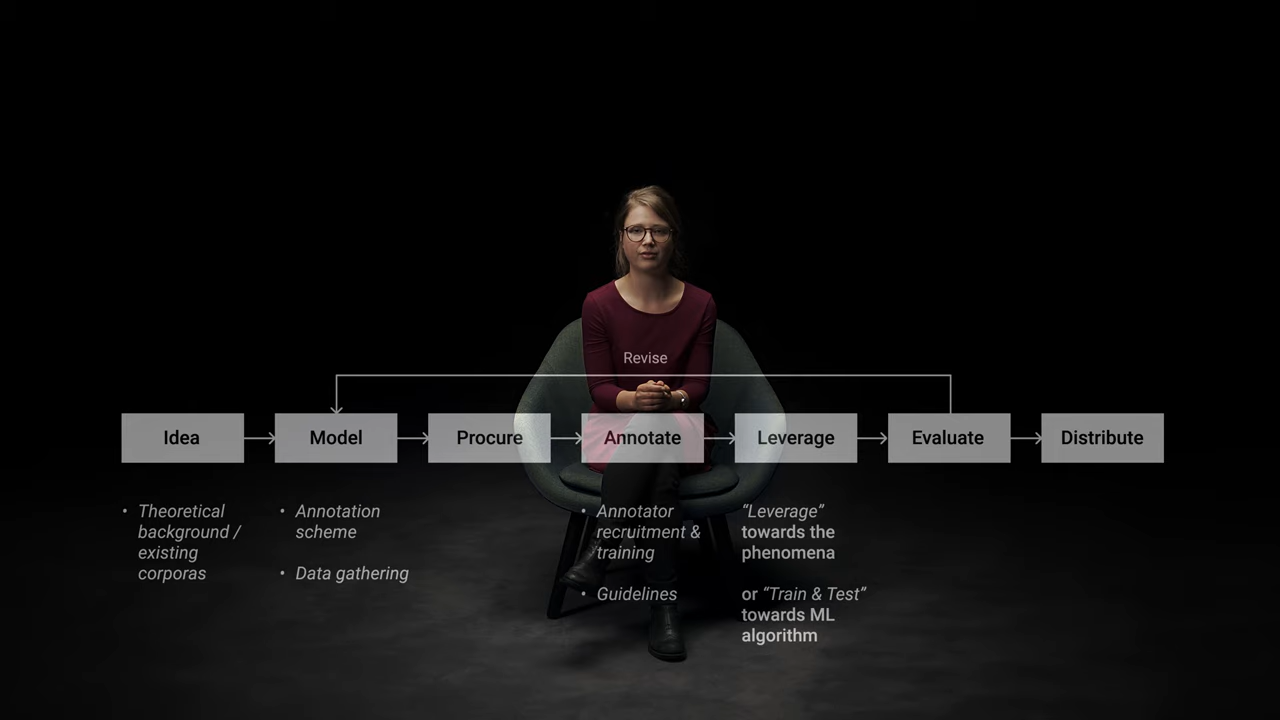 Revise
Idea
Model
Procure
Annotate
Leverage
Evaluate
Distribute
• Theoretical
background /
existing
corporas
• Annotation
scheme
• Data gathering
• Annotator
recruitment &
training
• Guidelines
“Leverage”
towards the
phenomena
or “Train & Test”
towards ML
algorithm